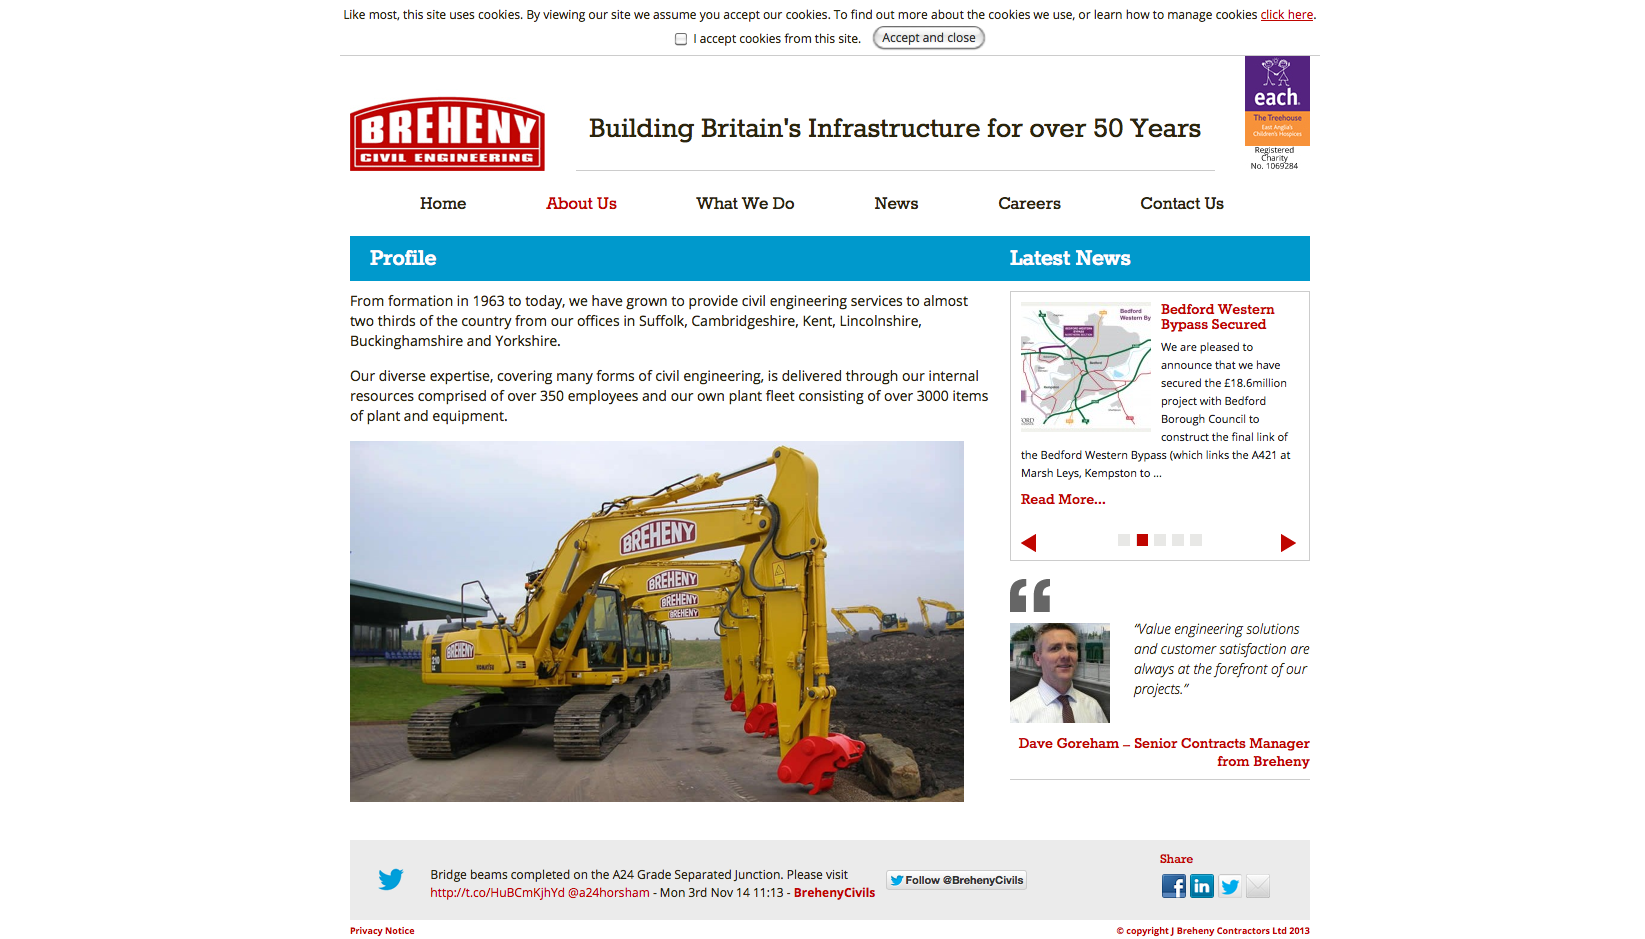 Like most, this site uses cookies. By viewing our site we assume you accept our cookies. To find out more about the cookies we use, or learn how to manage cookies click here.
I accept cookies from this site. Accept and close
each
The Treehouse
East Anglia's
Children's Hospices
Registered
Charity
No. 1069284
BREHENY
CIVIL ENGINEERING
Building Britain's Infrastructure for over 50 Years
Home About Us What We Do News Careers Contact Us
Profile
From formation in 1963 to today, we have grown to provide civil engineering services to almost
two thirds of the country from our offices in Suffolk, Cambridgeshire, Kent, Lincolnshire,
Buckinghamshire and Yorkshire.
Our diverse expertise, covering many forms of civil engineering, is delivered through our internal
resources comprised of over 350 employees and our own plant fleet consisting of over 3000 items
of plant and equipment.
BREHENY
BREHENY
BREHENY
BREHENY
BREHENY
210
KOMATSU
Latest News
Bedford
Western By
Bedford Western
Bypass Secured
We are pleased to
announce that we have
secured the £18.6million
project with Bedford
Borough Council to
construct the final link of
the Bedford Western Bypass (which links the A421 at
Marsh Leys, Kempston to ...
Read More...
“Value engineering solutions
and customer satisfaction are
always at the forefront of our
projects.”
Dave Goreham – Senior Contracts Manager
from Breheny
Bridge beams completed on the A24 Grade Separated Junction. Please visit
http://t.co/HuBCmKjhYd @a24horsham - Mon 3rd Nov 14 11:13 - BrehenyCivils
Follow @BrehenyCivils
Share
Privacy Notice
© copyright J Breheny Contractors Ltd 2013